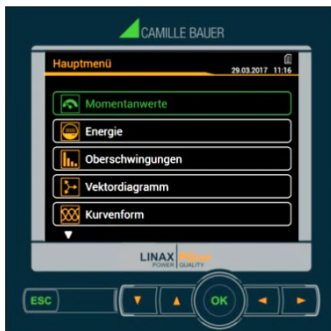 CAMILLE BAUER
Hauptmenü
29.03.2017 11:16
Momentanwerte
Energie
Oberschwingungen
Vektordiagramm
Kurvenform
LINAX
POWER QUALITY
ESC
OK